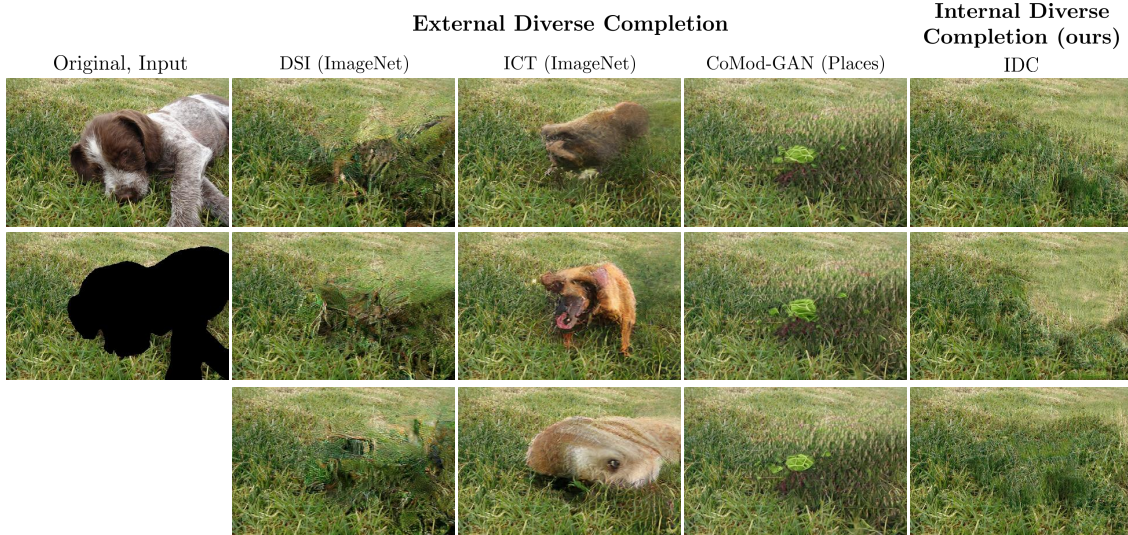 External Diverse Completion
Internal Diverse
Completion (ours)
Original, Input
DSI (ImageNet)
ICT (ImageNet)
CoMod-GAN (Places)
IDC